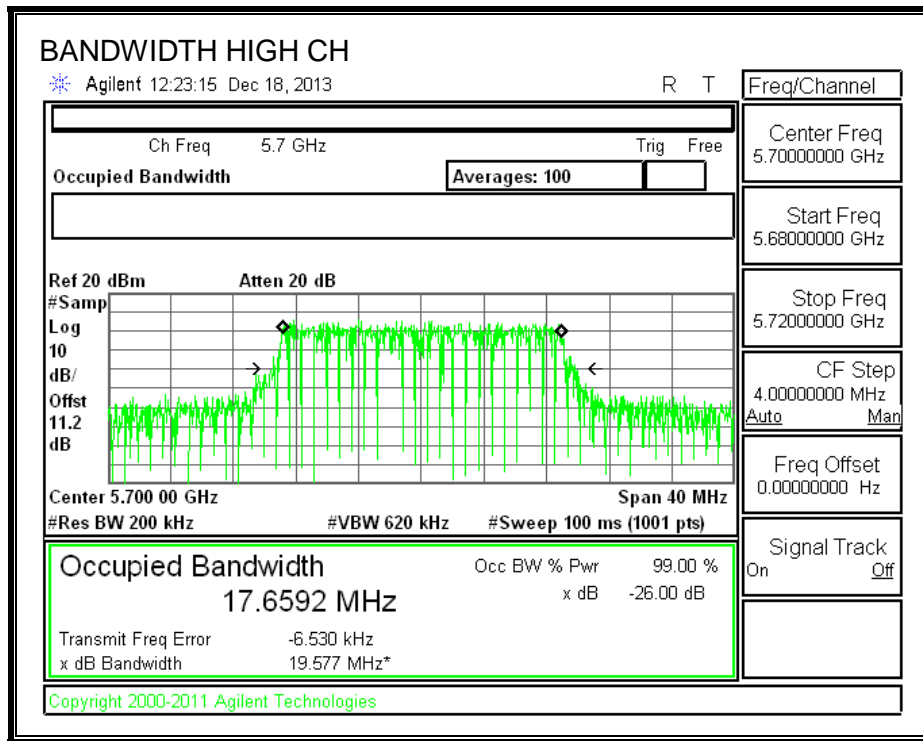 BANDWIDTH HIGH CH
Agilent 12:23:15 Dec 18, 2013 R T
Freq/Channel
Ch Freq 5.7 GHz Trig Free
Occupied Bandwidth Averages: 100
Ref 20 dBm Atten 20 dB
#Samp
Log
10
dB/
Offst
11.2
dB
Center 5.700 00 GHz Span 40 MHz
#Res BW 200 kHz #VBW 620 kHz #Sweep 100 ms (1001 pts)
Occupied Bandwidth Occ BW % Pwr 99.00 %
17.6592 MHz x dB -26.00 dB
Transmit Freq Error -6.530 kHz
x dB Bandwidth 19.577 MHz*
Copyright 2000-2011 Agilent Technologies
Center Freq
5.70000000 GHz
Start Freq
5.68000000 GHz
Stop Freq
5.72000000 GHz
CF Step
4.00000000 MHz
Auto Man
Freq Offset
0.00000000 Hz
Signal Track
On Off